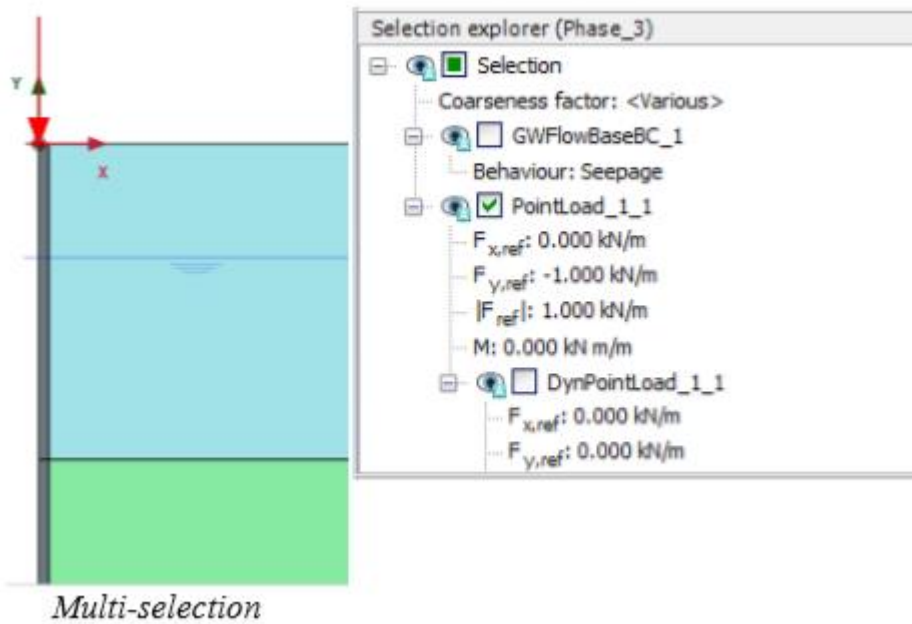 Selection explorer (Phase_3)
Selection
Coarseness factor: <Various>
GWFlowBaseBC_1
Behaviour: Seepage
PointLoad_1_1
Fx,ref: 0.000 kN/m
Fy,ref: -1.000 kN/m
|Fref|: 1.000 kN/m
M: 0.000 kN m/m
DynPointLoad_1_1
Fx,ref: 0.000 kN/m
Fy,ref: 0.000 kN/m
Y
X
Multi-selection